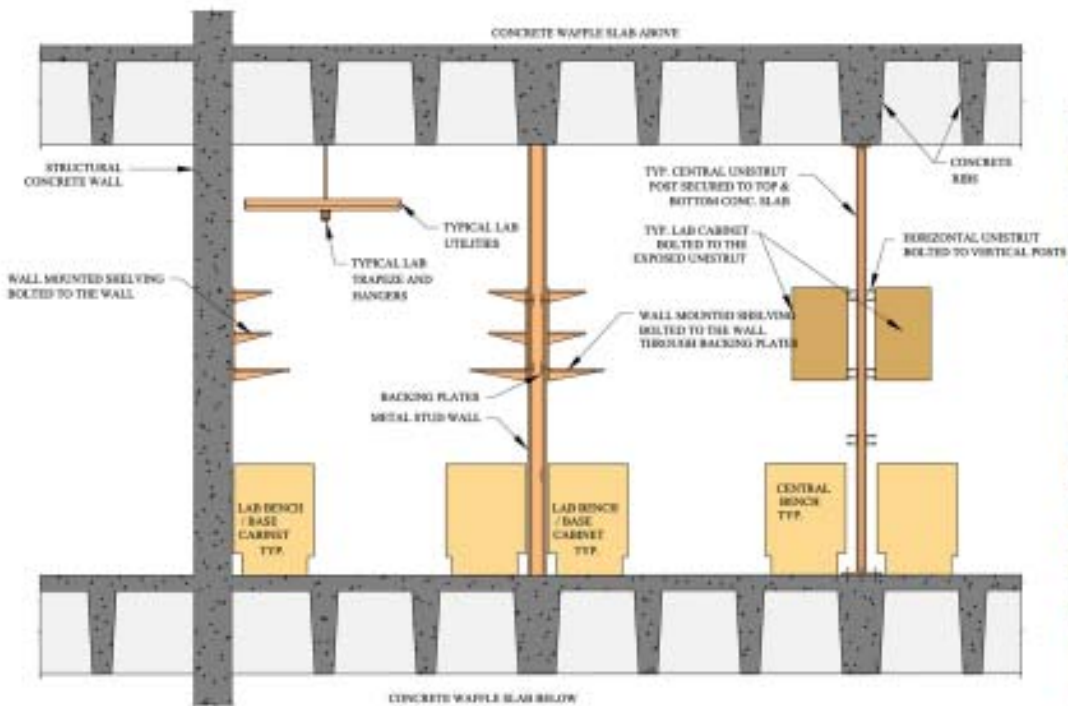 CONCRETE WAFFLE SLAB ABOVE
STRUCTURAL
CONCRETE WALL
TYP. CENTRAL UNISTRUT
POST SECURED TO TOP &
BOTTOM CONC. SLAB
CONCRETE
RIBS
TYPICAL LAB
UTILITIES
TYP. LAB CABINET
BOLTED TO THE
EXPOSED UNISTRUT
HORIZONTAL UNISTRUT
BOLTED TO VERTICAL POSTS
TYPICAL LAB
TRAPEZE AND
HANGERS
WALL MOUNTED SHELVING
BOLTED TO THE WALL
WALL MOUNTED SHELVING
BOLTED TO THE WALL
THROUGH BACKING PLATES
BACKING PLATES
METAL STUD WALL
LAB BENCH
/ BASE
CABINET
TYP.
LAB BENCH
/ BASE
CABINET
TYP.
CENTRAL
BENCH
TYP.
CONCRETE WAFFLE SLAB BELOW